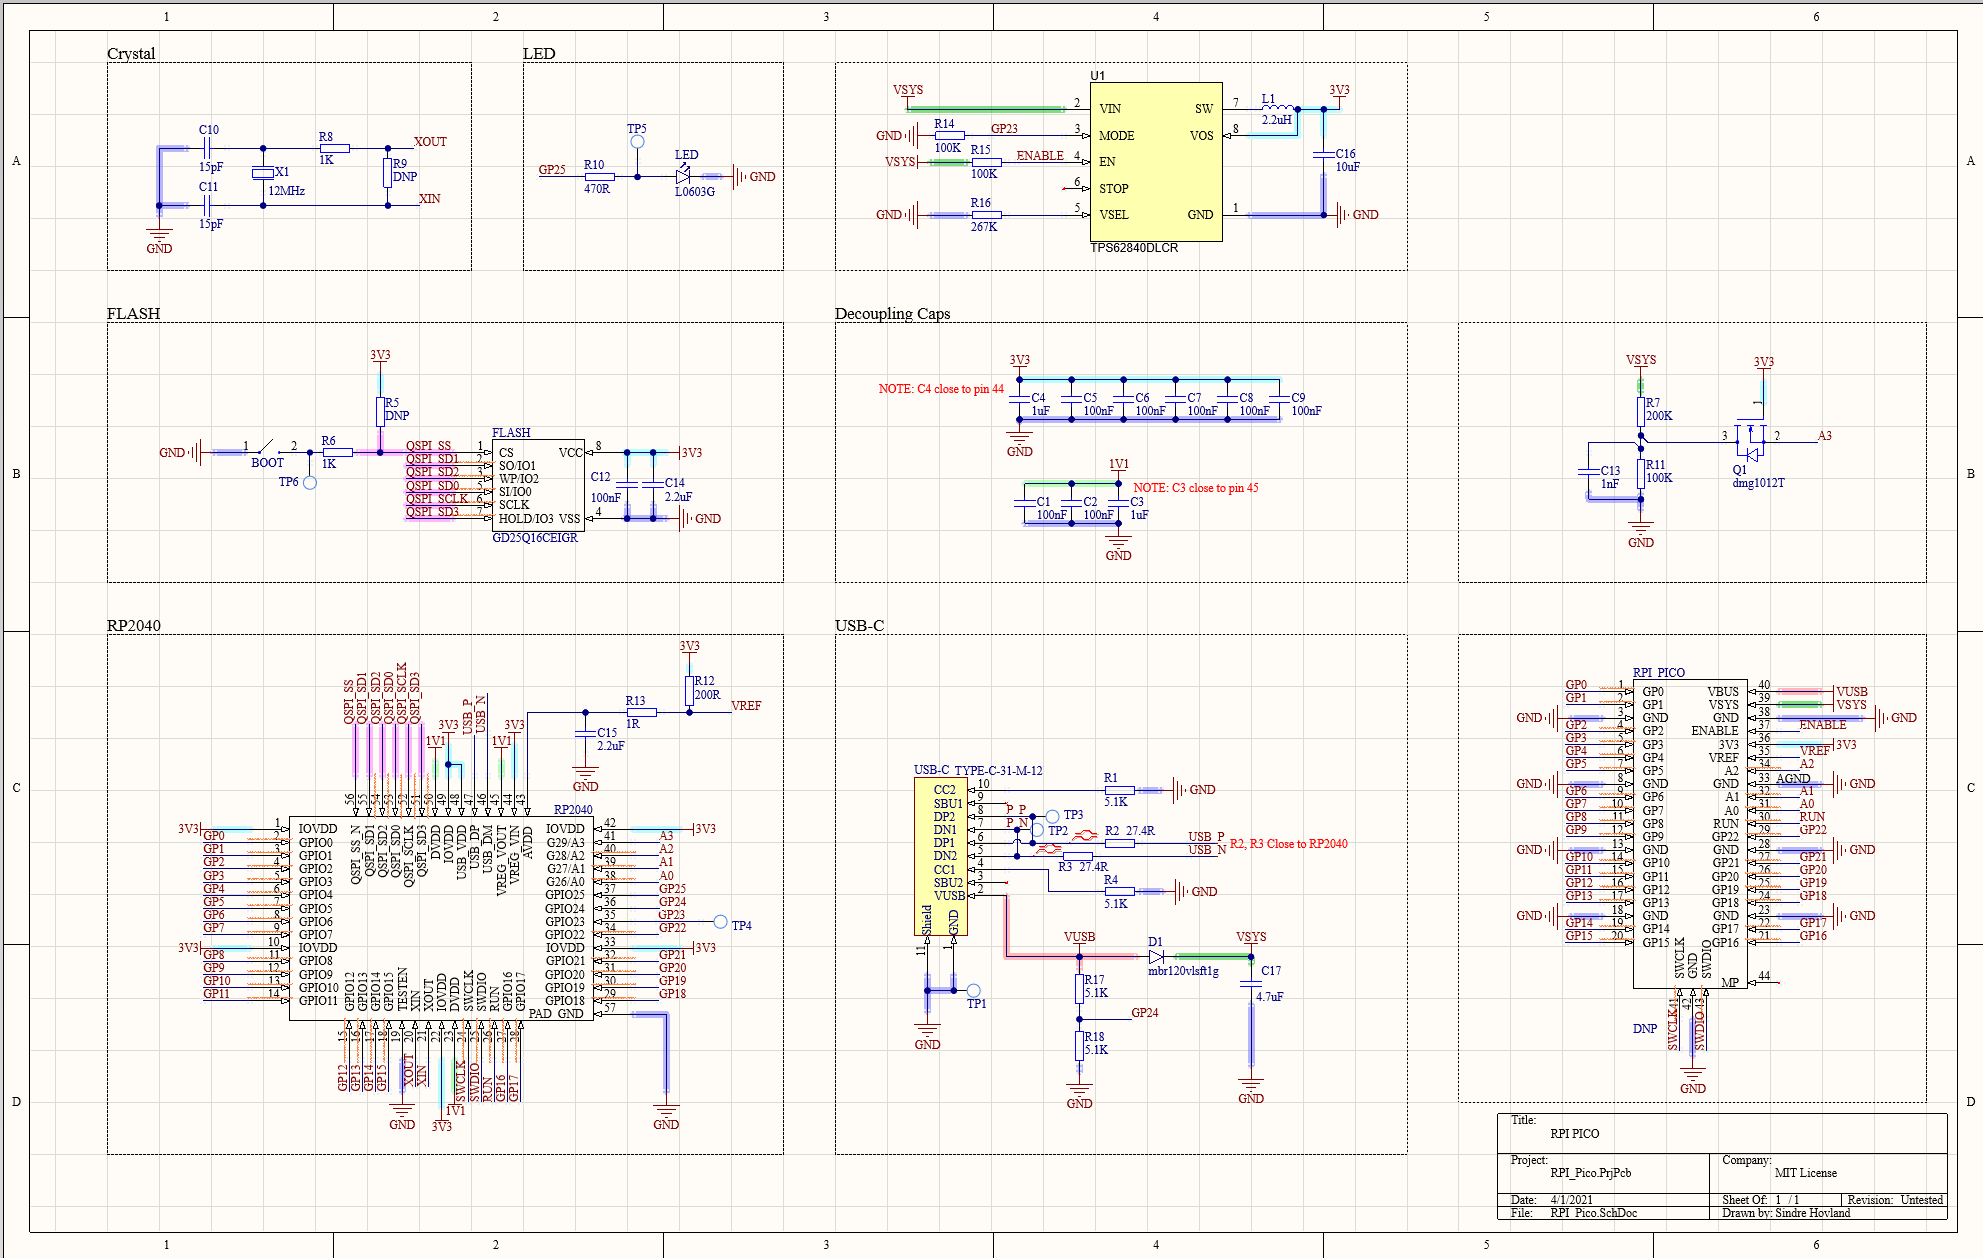 1 2 3 4 5 6
A
B
C
D
Crystal
C10
15pF
R8
1K
XOUT
X1
12MHz
R9
DNP
C11
15pF
XIN
GND
LED
TP5
GP25
R10
470R
LED
L0603G
GND
U1
VSYS
2 VIN
SW 7
L1
2.2uH
3V3
GND
R14
100K
GP23
3 MODE
VOS 8
VSYS
R15
100K
ENABLE
4 EN
C16
10uF
6 STOP
GND
R16
267K
5 VSEL
GND 1
GND
TPS62840DLCR
FLASH
3V3
R5
DNP
GND
1 2
BOOT
R6
1K
TP6
FLASH
QSPI_SS 1 CS
QSPI_SD1 2 SO/IO1
QSPI_SD2 3 WP/IO2
QSPI_SD0 5 SI/IO0
QSPI_SCLK 6 SCLK
QSPI_SD3 7 HOLD/IO3
VCC 8
VSS 4
GD25Q16CEIGR
3V3
C12
100nF
C14
2.2uF
GND
Decoupling Caps
3V3
NOTE: C4 close to pin 44
C4
1uF
C5
100nF
C6
100nF
C7
100nF
C8
100nF
C9
100nF
GND
1V1
NOTE: C3 close to pin 45
C1
100nF
C2
100nF
C3
1uF
GND
VSYS
R7
200K
3V3
1
3 2
A3
C13
1nF
R11
100K
Q1
dmg1012T
GND
RP2040
3V3
R12
200R
R13
1R
VREF
C15
2.2uF
GND
QSPI_SS
QSPI_SD1
QSPI_SD2
QSPI_SD0
QSPI_SCLK
QSPI_SD3
1V1
3V3
USB_P
USB_N
1V1
3V3
56 55 54 53 52 51 50 49 48 47 46 45 44 43
RP2040
QSPI_SS_N
QSPI_SD1
QSPI_SD2
QSPI_SD0
QSPI_SCLK
QSPI_SD3
DVDD
IOVDD
USB_VDD
USB_DP
USB_DM
VREG_VOUT
VREG_VIN
AVDD
3V3 1 IOVDD
GP0 2 GPIO0
GP1 3 GPIO1
GP2 4 GPIO2
GP3 5 GPIO3
GP4 6 GPIO4
GP5 7 GPIO5
GP6 8 GPIO6
GP7 9 GPIO7
3V3 10 IOVDD
GP8 11 GPIO8
GP9 12 GPIO9
GP10 13 GPIO10
GP11 14 GPIO11
IOVDD 42 3V3
G29/A3 41 A3
G28/A2 40 A2
G27/A1 39 A1
G26/A0 38 A0
GPIO25 37 GP25
GPIO24 36 GP24
GPIO23 35 GP23
TP4
GPIO22 34 GP22
IOVDD 33 3V3
GPIO21 32 GP21
GPIO20 31 GP20
GPIO19 30 GP19
GPIO18 29 GP18
PAD GND 57
GPIO12
GPIO13
GPIO14
GPIO15
TESTEN
XIN
XOUT
IOVDD
DVDD
SWCLK
SWDIO
RUN
GPIO16
GPIO17
15 16 17 18 19 20 21 22 23 24 25 26 27 28
GP12
GP13
GP14
GP15
XOUT
XIN
SWCLK
SWDIO
RUN
GP16
GP17
GND
3V3
1V1
GND
USB-C
USB-C TYPE-C-31-M-12
CC2 10
SBU1 9
DP2 8
DN1 7
DP1 6
DN2 5
CC1 4
SBU2 3
VUSB 2
Shield
GND
11 1
R1
5.1K
GND
P_P
TP3
P_N
TP2
R2 27.4R
USB_P
R3 27.4R
USB_N
R2, R3 Close to RP2040
R4
5.1K
GND
TP1
GND
VUSB
D1
mbr120vlsft1g
VSYS
C17
4.7uF
R17
5.1K
GP24
R18
5.1K
GND
GND
RPI PICO
GP0 1 GP0
GP1 2 GP1
GND 3 GND
GP2 4 GP2
GP3 5 GP3
GP4 6 GP4
GP5 7 GP5
GND 8 GND
GP6 9 GP6
GP7 10 GP7
GP8 11 GP8
GP9 12 GP9
GND 13 GND
GP10 14 GP10
GP11 15 GP11
GP12 16 GP12
GP13 17 GP13
GND 18 GND
GP14 19 GP14
GP15 20 GP15
VBUS 40 VUSB
VSYS 39 VSYS
GND 38 GND
ENABLE 37 ENABLE
3V3 36 3V3
VREF 35 VREF
A2 34 A2
GND 33 AGND GND
A1 32 A1
A0 31 A0
RUN 30 RUN
GP22 29 GP22
GND 28 GND
GP21 27 GP21
GP20 26 GP20
GP19 25 GP19
GP18 24 GP18
GND 23 GND
GP17 22 GP17
GP16 21 GP16
SWCLK
GND
SWDIO
MP 44
DNP
SWCLK 41
42
SWDIO 43
GND
Title:
RPI PICO
Project:
RPI_Pico.PrjPcb
Company:
MIT License
Date: 4/1/2021
Sheet Of: 1 / 1
Revision: Untested
File: RPI_Pico.SchDoc
Drawn by: Sindre Hovland
A
B
C
D
1 2 3 4 5 6